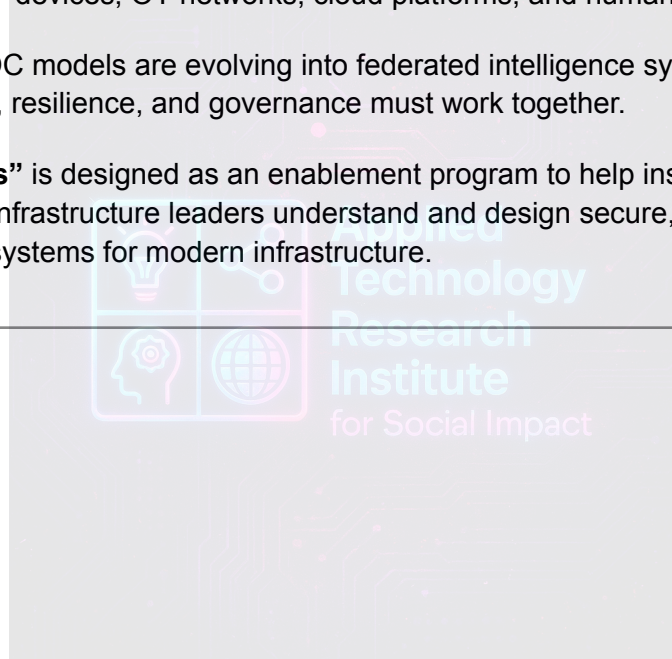 devices, OT networks, cloud platforms, and human
OC models are evolving into federated intelligence sy
, resilience, and governance must work together.
s” is designed as an enablement program to help ins
nfrastructure leaders understand and design secure,
systems for modern infrastructure.
Applied
Technology
Research
Institute
for Social Impact